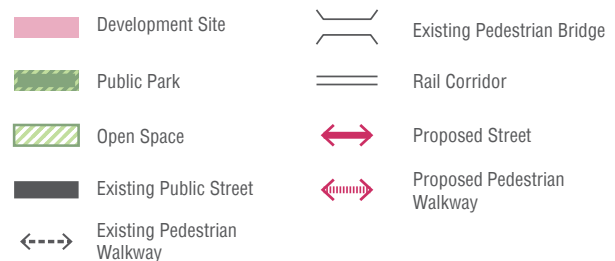 Development Site
Public Park
Open Space
Existing Public Street
Existing Pedestrian
Walkway
Existing Pedestrian Bridge
Rail Corridor
Proposed Street
Proposed Pedestrian
Walkway